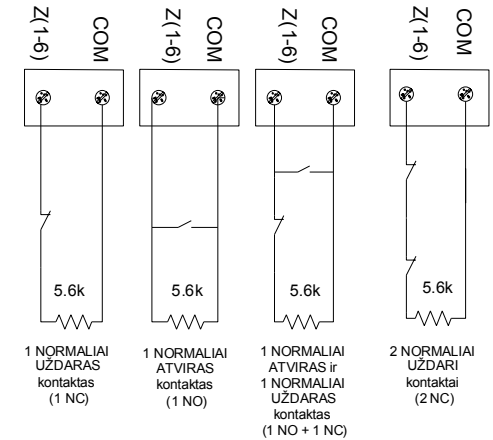 Z(1-6)
COM
Z(1-6)
COM
Z(1-6)
COM
Z(1-6)
COM
5.6k
5.6k
5.6k
5.6k
1 NORMALIAI
UŽDARAS
kontaktas
(1 NC)
1 NORMALIAI
ATVIRAS
kontaktas
(1 NO)
1 NORMALIAI
ATVIRAS ir
1 NORMALIAI
UŽDARAS
kontaktas
(1 NO + 1 NC)
2 NORMALIAI
UŽDARI
kontaktai
(2 NC)